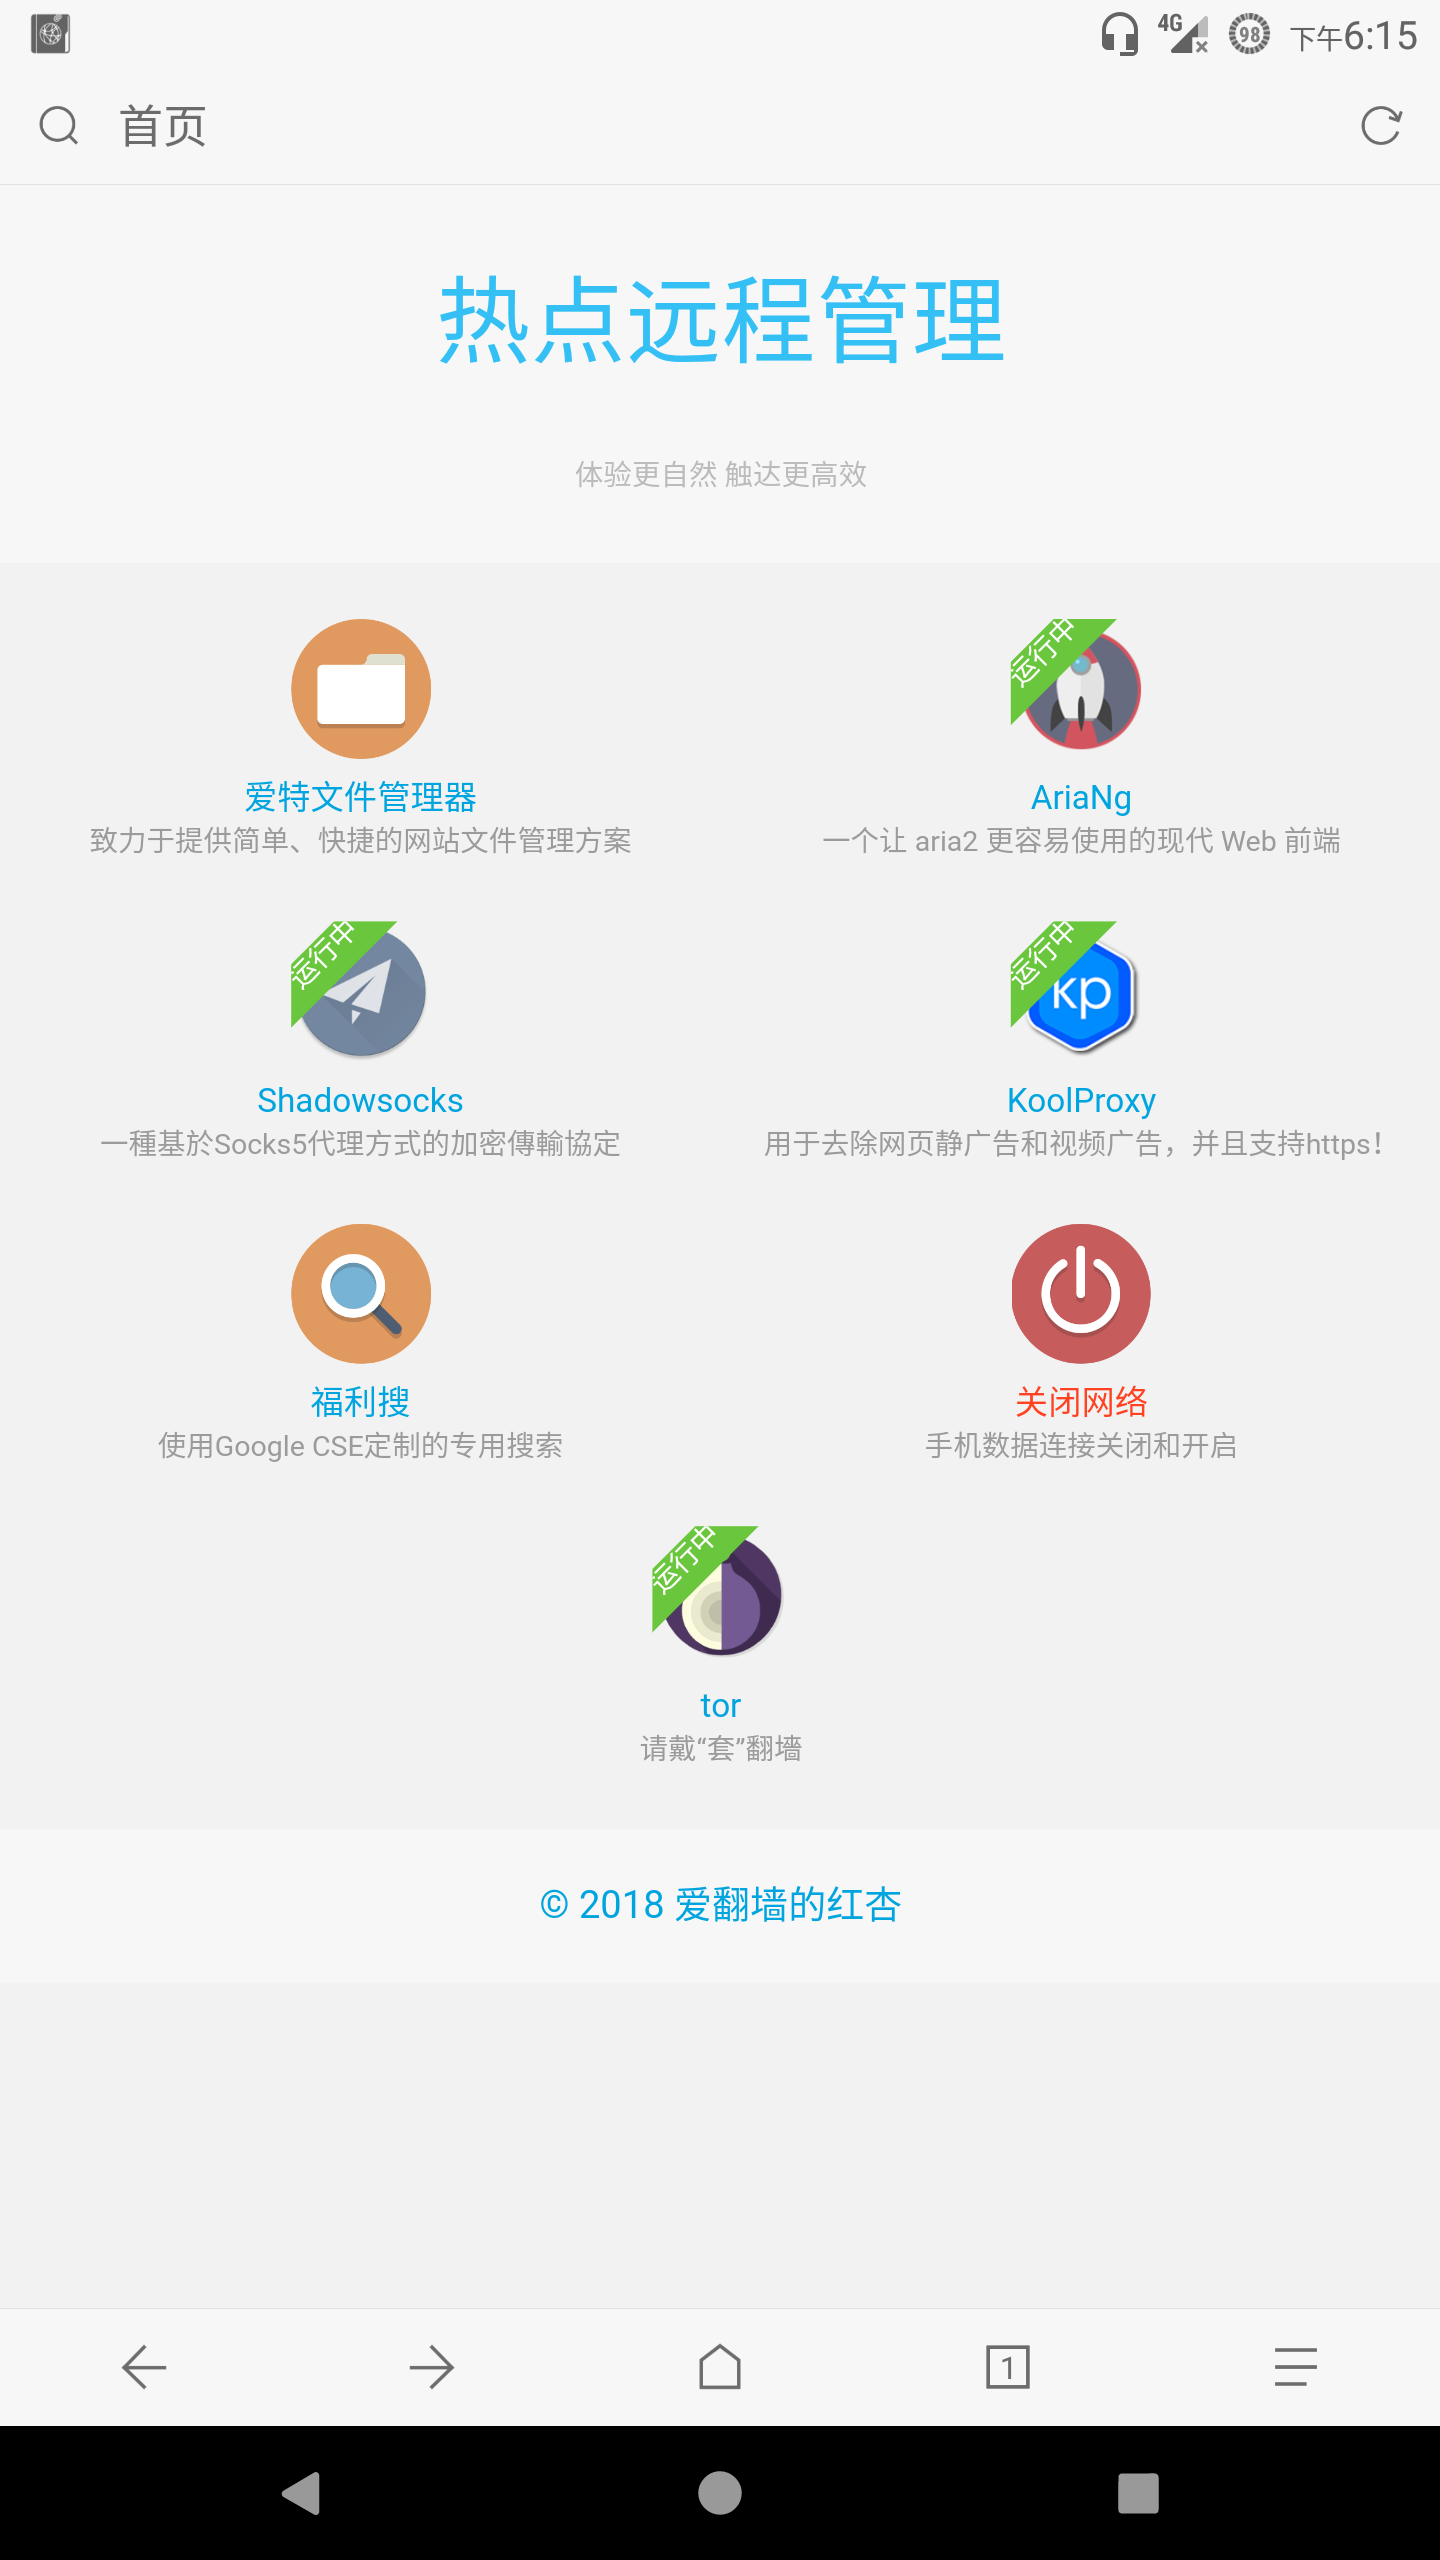 4G 98 下午6:15
首页
热点远程管理
体验更自然 触达更高效
运行中
爱特文件管理器
AriaNg
致力于提供简单、快捷的网站文件管理方案
一个让 aria2 更容易使用的现代 Web 前端
运行中
运行中
kp
Shadowsocks
KoolProxy
一種基於Socks5代理方式的加密傳輸協定
用于去除网页静广告和视频广告，并且支持https！
福利搜
关闭网络
使用Google CSE定制的专用搜索
手机数据连接关闭和开启
运行中
tor
请戴“套”翻墙
© 2018 爱翻墙的红杏
1